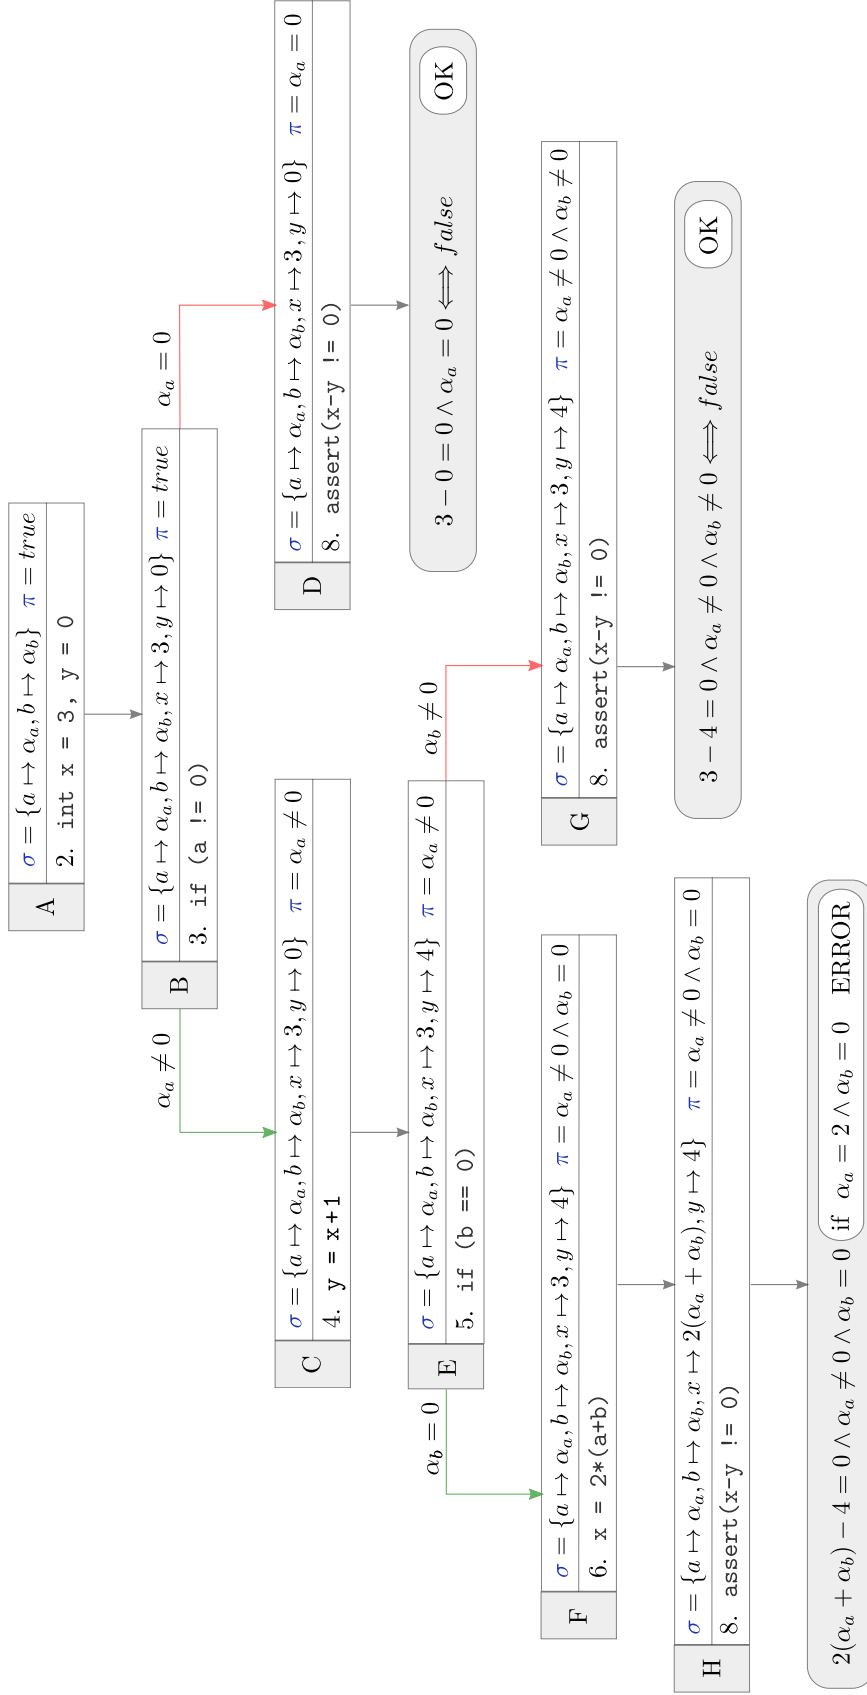 A
σ = {a ↦ α_a, b ↦ α_b} π = true
2. int x = 3, y = 0
B
σ = {a ↦ α_a, b ↦ α_b, x ↦ 3, y ↦ 0} π = true
3. if (a != 0)
α_a ≠ 0
α_a = 0
C
σ = {a ↦ α_a, b ↦ α_b, x ↦ 3, y ↦ 0} π = α_a ≠ 0
4. y = x+1
D
σ = {a ↦ α_a, b ↦ α_b, x ↦ 3, y ↦ 0} π = α_a = 0
8. assert(x-y != 0)
E
σ = {a ↦ α_a, b ↦ α_b, x ↦ 3, y ↦ 4} π = α_a ≠ 0
5. if (b == 0)
3 − 0 = 0 ∧ α_a = 0 ⟺ false OK
α_b = 0
α_b ≠ 0
F
σ = {a ↦ α_a, b ↦ α_b, x ↦ 3, y ↦ 4} π = α_a ≠ 0 ∧ α_b = 0
6. x = 2*(a+b)
G
σ = {a ↦ α_a, b ↦ α_b, x ↦ 3, y ↦ 4} π = α_a ≠ 0 ∧ α_b ≠ 0
8. assert(x-y != 0)
H
σ = {a ↦ α_a, b ↦ α_b, x ↦ 2(α_a + α_b), y ↦ 4} π = α_a ≠ 0 ∧ α_b = 0
8. assert(x-y != 0)
3 − 4 = 0 ∧ α_a ≠ 0 ∧ α_b ≠ 0 ⟺ false OK
2(α_a + α_b) − 4 = 0 ∧ α_a ≠ 0 ∧ α_b = 0 if α_a = 2 ∧ α_b = 0 ERROR